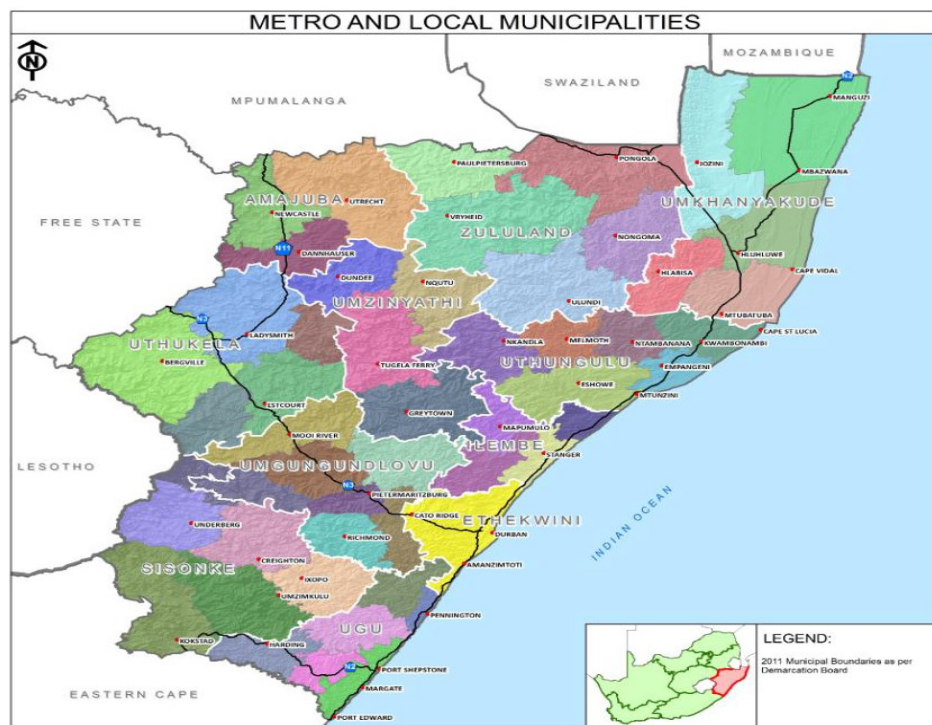 METRO AND LOCAL MUNICIPALITIES
N
MOZAMBIQUE
SWAZILAND
MPUMALANGA
N2
MANGUZI
PAULPIETERSBURG
PONGOLA
JOZINI
MBAZWANA
AMAJUBA
UTRECHT
UMKHANYAKUDE
NEWCASTLE
FREE STATE
VRYHEID
ZULULAND
NONGOMA
N11
DANNHAUSER
HLUHLUWE
DUNDEE
NQUTU
HLABISA
CAPE VIDAL
UMZINYATHI
ULUNDI
N3
MTUBATUBA
LADYSMITH
CAPE ST LUCIA
UTHUKELA
NKANDLA
MELMOTH
NTAMBANANA
KWAMBONAMBI
BERGVILLE
TUGELA FERRY
UTHUNGULU
EMPANGENI
ESHOWE
MTUNZINI
ESTCOURT
GREYTOWN
MAPUMULO
MOOI RIVER
ILEMBE
STANGER
LESOTHO
UMGUNGUNDLOVU
N3
PIETERMARITZBURG
CATO RIDGE
ETHEKWINI
UNDERBERG
RICHMOND
DURBAN
INDIAN OCEAN
CREIGHTON
AMANZIMTOTI
SISONKE
IXOPO
UMZIMKULU
PENNINGTON
UGU
KOKSTAD
HARDING
LEGEND:
N2
PORT SHEPSTONE
2011 Municipal Boundaries as per
Demarcation Board
EASTERN CAPE
MARGATE
PORT EDWARD